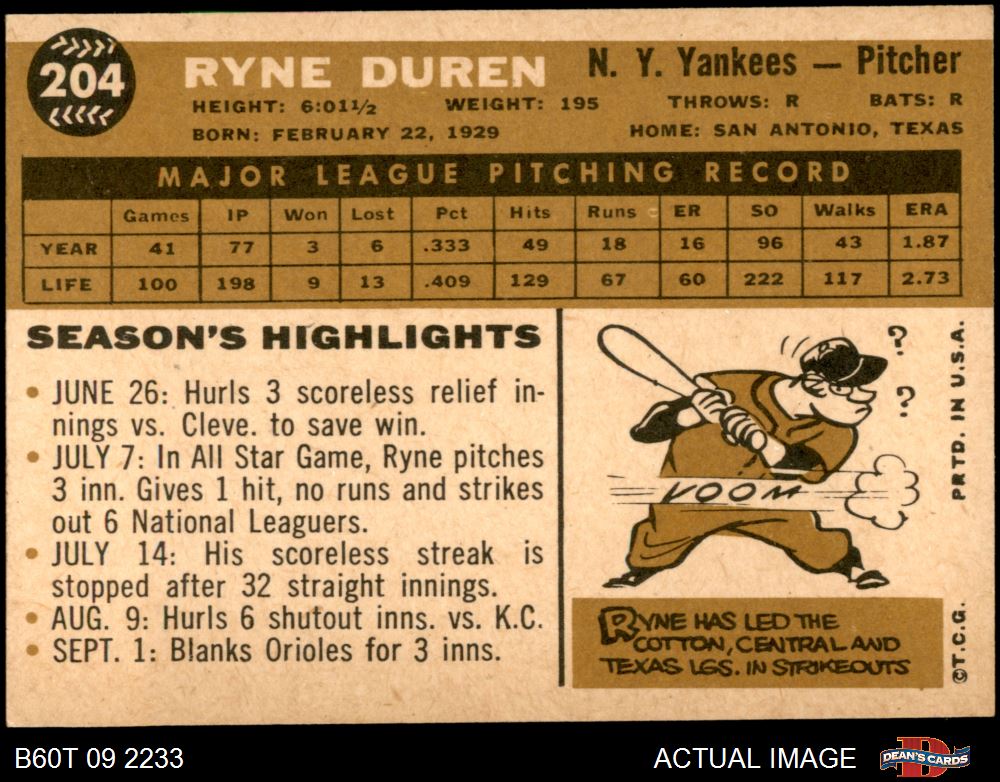 204
RYNE DUREN
N. Y. Yankees — Pitcher
HEIGHT: 6:01½ WEIGHT: 195 THROWS: R BATS: R
BORN: FEBRUARY 22, 1929 HOME: SAN ANTONIO, TEXAS
MAJOR LEAGUE PITCHING RECORD
Games IP Won Lost Pct Hits Runs ER SO Walks ERA
YEAR 41 77 3 6 .333 49 18 16 96 43 1.87
LIFE 100 198 9 13 .409 129 67 60 222 117 2.73
SEASON'S HIGHLIGHTS
• JUNE 26: Hurls 3 scoreless relief in-
nings vs. Cleve. to save win.
• JULY 7: In All Star Game, Ryne pitches
3 inn. Gives 1 hit, no runs and strikes
out 6 National Leaguers.
• JULY 14: His scoreless streak is
stopped after 32 straight innings.
• AUG. 9: Hurls 6 shutout inns. vs. K.C.
• SEPT. 1: Blanks Orioles for 3 inns.
?
?
VOOM
RYNE HAS LED THE
COTTON, CENTRAL AND
TEXAS LGS. IN STRIKEOUTS
PRTD. IN U.S.A.
©T.C.G.
B60T 09 2233
ACTUAL IMAGE
D
DEAN'S CARDS